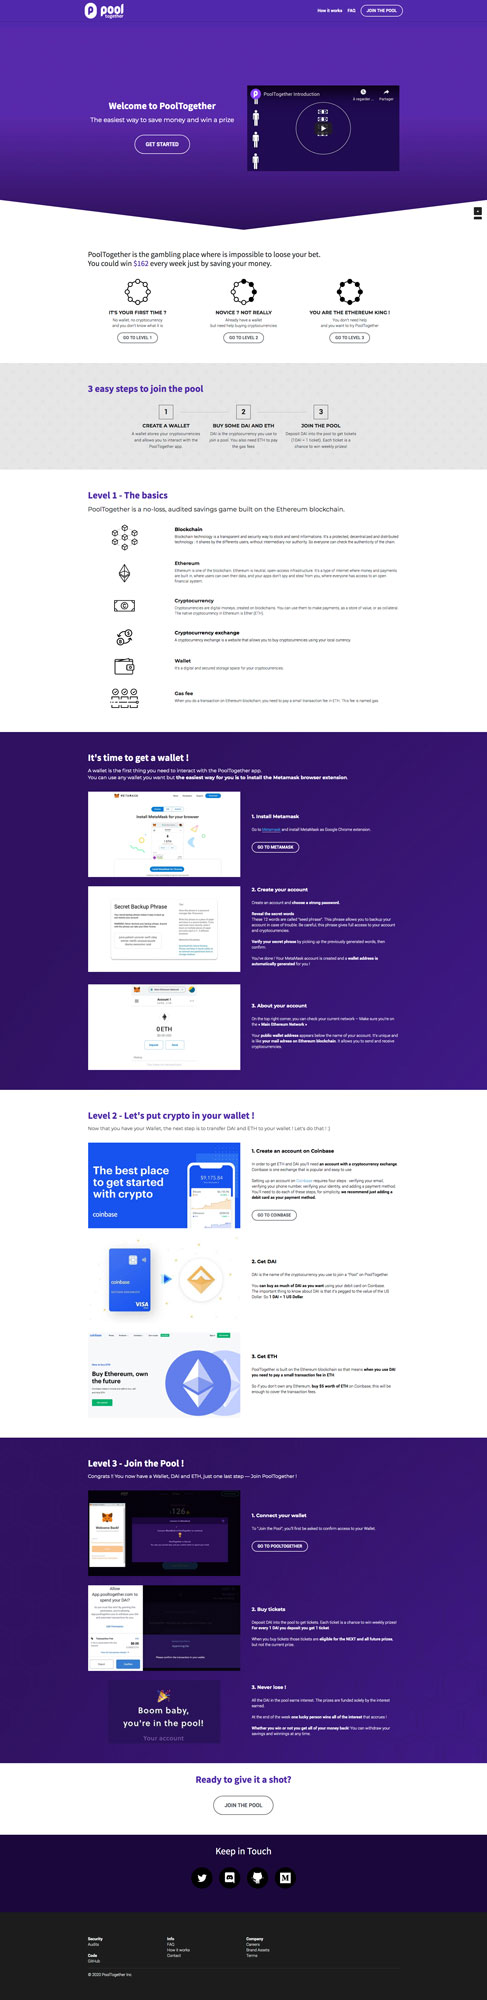 pool
together
How it works
FAQ
JOIN THE POOL
Welcome to PoolTogether
The easiest way to save money and win a prize
GET STARTED
PoolTogether Introduction
À regarder ...
Partager
PoolTogether is the gambling place where is impossible to loose your bet.
You could win $162 every week just by saving your money.
IT'S YOUR FIRST TIME ?
No wallet, no cryptocurrency
and you don't know what it is
GO TO LEVEL 1
NOVICE ? NOT REALLY
Already have a wallet
but need help buying cryptocurrencies
GO TO LEVEL 2
YOU ARE THE ETHEREUM KING !
You don't need help
and you want to try PoolTogether
GO TO LEVEL 3
3 easy steps to join the pool
1
CREATE A WALLET
A wallet stores your cryptocurrencies
and allows you to interact with the
PoolTogether app.
2
BUY SOME DAI AND ETH
DAI is the cryptocurrency you use to
join a pool. You also need ETH to pay
the gas fees.
3
JOIN THE POOL
Deposit DAI into the pool to get tickets
(1DAI = 1 ticket). Each ticket is a
chance to win weekly prizes!
Level 1 - The basics
PoolTogether is a no-loss, audited savings game built on the Ethereum blockchain.
Blockchain
Blockchain technology is a transparent and security way to stock and send informations. It's a protected, decentralized and distributed
technology : it shares by the differents users, without intermediary nor authority. So everyone can check the authenticity of the chain.
Ethereum
Ethereum is one of the blockchain. Ethereum is neutral, open-access infrastructure. It's a type of internet where money and payments
are built in, where users can own their data, and your apps don't spy and steal from you, where everyone has access to an open
financial system.
Cryptocurrency
Cryptocurrencies are digital moneys, created on blockchains. You can use them to make payments, as a store of value, or as collateral.
The native cryptocurrency in Ethereum is Ether (ETH).
Cryptocurrency exchange
A cryptocurrency exchange is a website that allows you to buy cryptocurrencies using your local currency.
Wallet
It's a digital and secured storage space for your cryptocurrencies.
Gas fee
When you do a transaction on Ethereum blockchain you need to pay a small transaction fee in ETH. This fee is named gas.
It's time to get a wallet !
A wallet is the first thing you need to interact with the PoolTogether app.
You can use any wallet you want but the easiest way for you is to install the Metamask browser extension.
METAMASK
Install MetaMask for your browser
1. Install Metamask
Go to Metamask and install MetaMask as Google Chrome extension.
GO TO METAMASK
Secret Backup Phrase
2. Create your account
Create an account and choose a strong password.
Reveal the secret words
These 12 words are called "seed phrase". This phrase allows you to backup your
account in case of trouble. Be careful, this phrase gives full access to your account
and cryptocurrencies.
Verify your secret phrase by picking up the previously generated words, then
confirm.
You're done ! Your MetaMask account is created and a wallet address is
automatically generated for you !
Account 1
0 ETH
3. About your account
On the top right corner, you can check your current network – Make sure you're on
the « Main Ethereum Network »
Your public wallet address appears below the name of your account. It's unique and
is like your mail adress on Ethereum blockchain. It allows you to send and receive
cryptocurrencies.
Level 2 - Let's put crypto in your wallet !
Now that you have your Wallet, the next step is to transfer DAI and ETH to your wallet ! Let's do that ! :)
The best place
to get started
with crypto
coinbase
$9,175.84
1. Create an account on Coinbase
In order to get ETH and DAI you'll need an account with a cryptocurrency exchange.
Coinbase is one exchange that is popular and easy to use.
Setting up an account on Coinbase requires four steps : verifying your email,
verifying your phone number, verifying your identity, and adding a payment method.
You'll need to do each of these steps, for simplicity, we recommend just adding a
debit card as your payment method.
GO TO COINBASE
coinbase
VISA
2. Get DAI
DAI is the name of the cryptocurrency you use to join a "Pool" on PoolTogether.
You can buy as much of DAI as you want using your debit card on Coinbase.
The important thing to know about DAI is that it's pegged to the value of the US
Dollar. So 1 DAI = 1 US Dollar
coinbase
Buy Ethereum, own
the future
3. Get ETH
PoolTogether is built on the Ethereum blockchain so that means when you use DAI
you need to pay a small transaction fee in ETH.
So if you don't own any Ethereum, buy $5 worth of ETH on Coinbase, this will be
enough to cover the transaction fees.
Level 3 - Join the Pool !
Congrats !! You now have a Wallet, DAI and ETH, just one last step — Join PoolTogether !
Welcome Back!
1. Connect your wallet
To "Join the Pool", you'll first be asked to confirm access to your Wallet.
GO TO POOLTOGETHER
Allow
App.pooltogether.com to
spend your DAI?
2. Buy tickets
Deposit DAI into the pool to get tickets. Each ticket is a chance to win weekly prizes!
For every 1 DAI you deposit you get 1 ticket
When you buy tickets those tickets are eligible for the NEXT and all future prizes,
but not the current prize.
Boom baby,
you're in the pool!
Your account
3. Never lose !
All the DAI in the pool earns interest. The prizes are funded solely by the interest
earned.
At the end of the week one lucky person wins all of the interest that accrues !
Whether you win or not you get all of your money back! You can withdraw your
savings and winnings at any time.
Ready to give it a shot?
JOIN THE POOL
Keep in Touch
Security
Audits
Code
GitHub
Info
FAQ
How it works
Contact
Company
Careers
Brand Assets
Terms
© 2020 PoolTogether Inc.